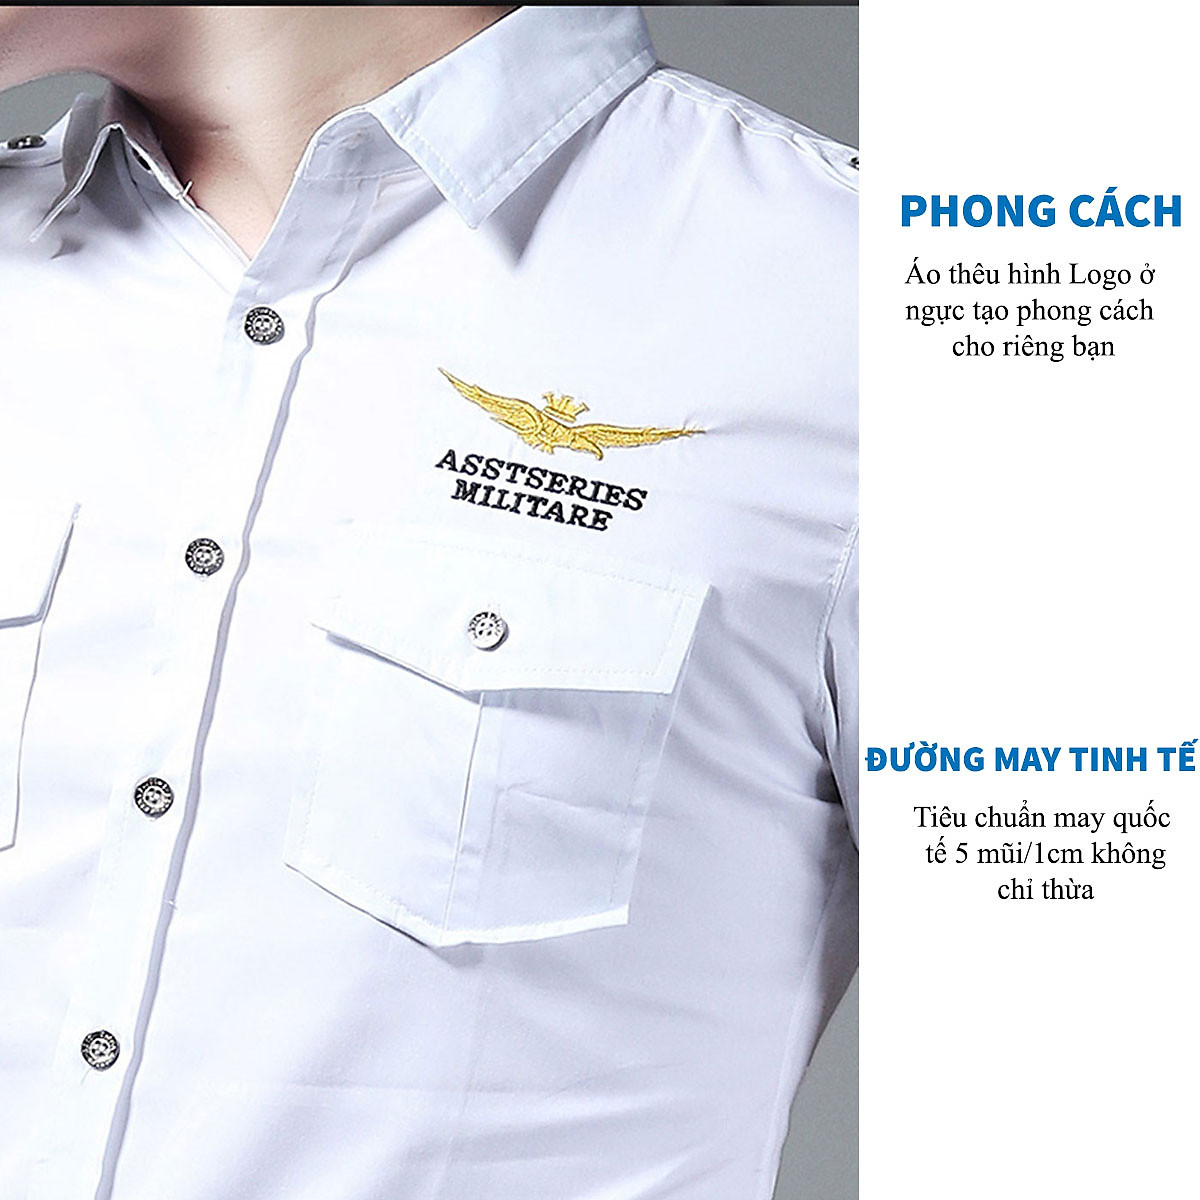 PHONG CÁCH
Áo thêu hình Logo ở
ngực tạo phong cách
cho riêng bạn
ASSTSERIES
MILITARE
ĐƯỜNG MAY TINH TẾ
Tiêu chuẩn may quốc
tế 5 mũi/1cm không
chỉ thừa